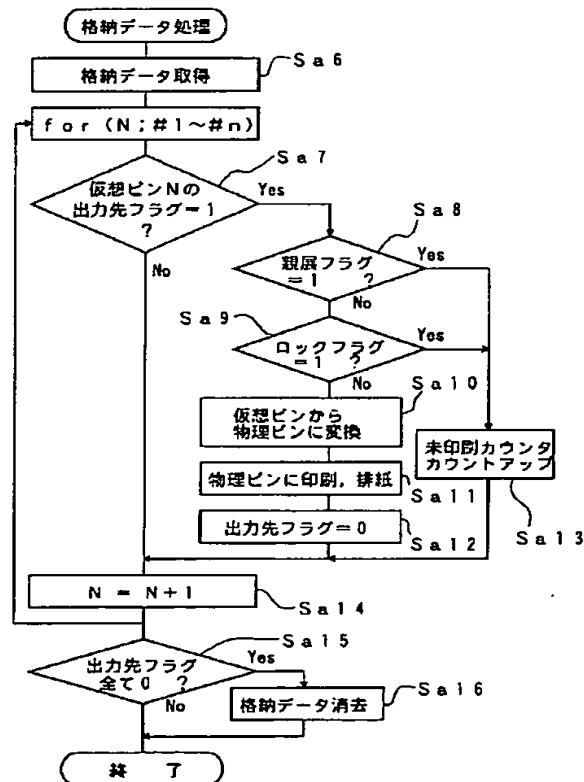 格納データ処理
格納データ取得
Sa6
for (N;#1~#n)
Sa7
仮想ビンNの
出力先フラグ=1
?
Yes
No
Sa8
親展フラグ
=1 ?
Yes
No
Sa9
ロックフラグ
=1 ?
Yes
No
Sa10
仮想ビンから
物理ビンに変換
未印刷カウンタ
カウントアップ
Sa13
物理ビンに印刷,排紙
Sa11
出力先フラグ=0
Sa12
N = N+1
Sa14
Sa15
出力先フラグ
全て0 ?
Yes
No
格納データ消去
Sa16
終 了